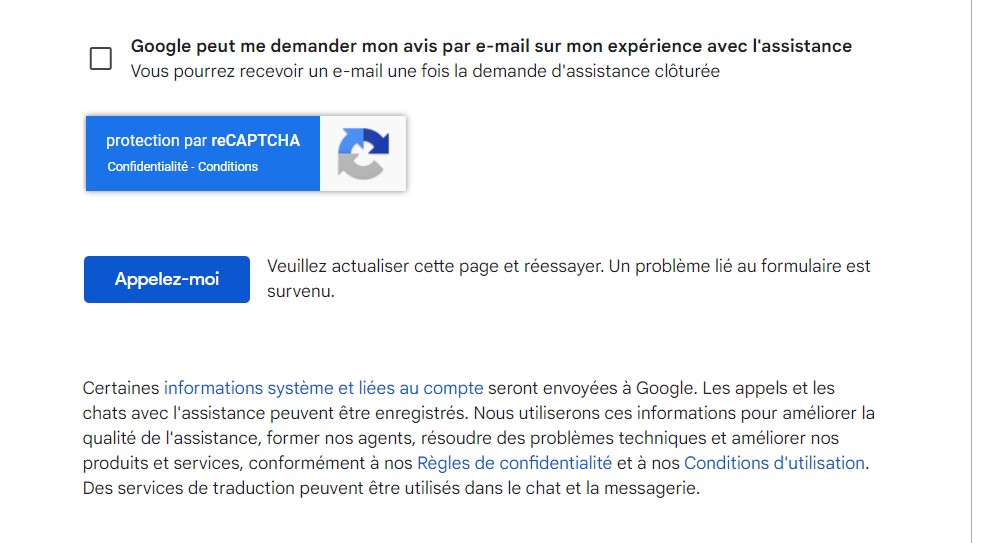 Google peut me demander mon avis par e-mail sur mon expérience avec l'assistance
Vous pourrez recevoir un e-mail une fois la demande d'assistance clôturée
protection par reCAPTCHA
Confidentialité - Conditions
Appelez-moi
Veuillez actualiser cette page et réessayer. Un problème lié au formulaire est
survenu.
Certaines informations système et liées au compte seront envoyées à Google. Les appels et les
chats avec l'assistance peuvent être enregistrés. Nous utiliserons ces informations pour améliorer la
qualité de l'assistance, former nos agents, résoudre des problèmes techniques et améliorer nos
produits et services, conformément à nos Règles de confidentialité et à nos Conditions d'utilisation.
Des services de traduction peuvent être utilisés dans le chat et la messagerie.